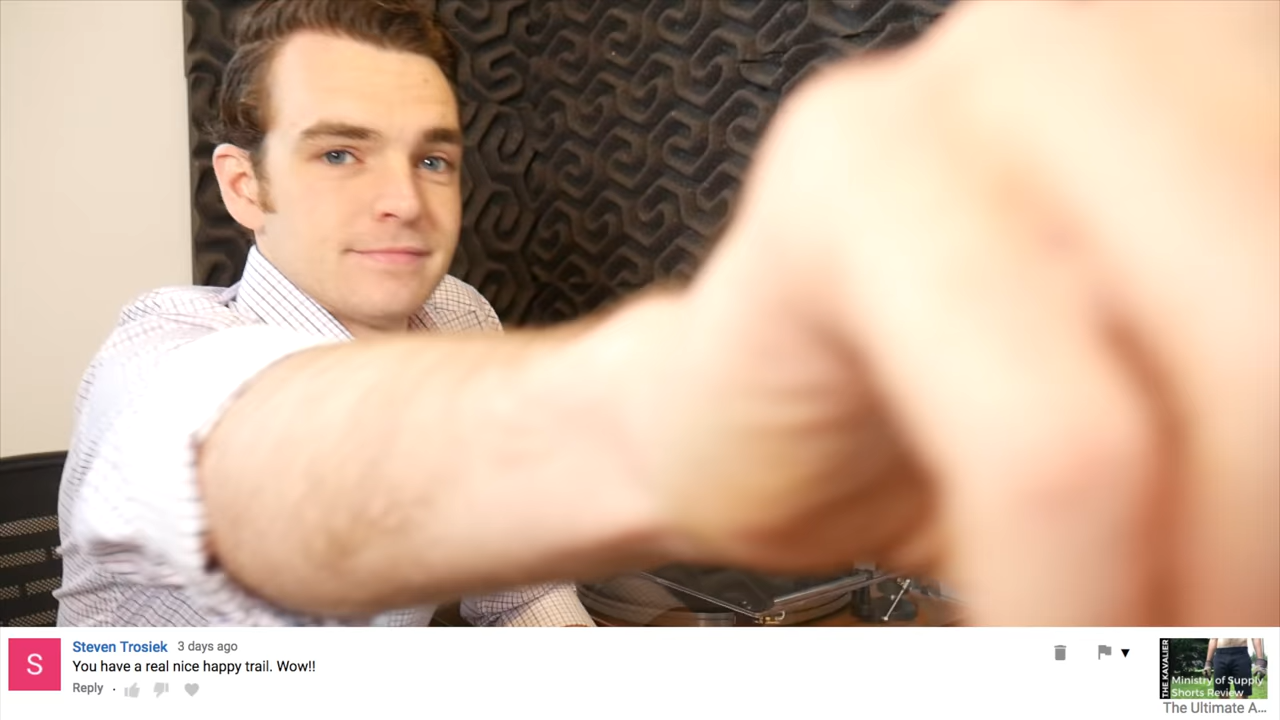 S
Steven Trosiek 3 days ago
You have a real nice happy trail. Wow!!
Reply ·
THE KAVALIER
Ministry of Supply
Shorts Review
The Ultimate A...